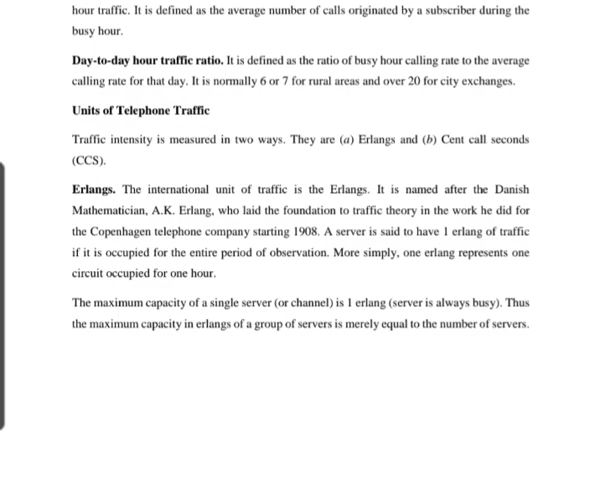 hour traffic. It is defined as the average number of calls originated by a subscriber during the
busy hour.
Day-to-day hour traffic ratio. It is defined as the ratio of busy hour calling rate to the average
calling rate for that day. It is normally 6 or 7 for rural areas and over 20 for city exchanges.
Units of Telephone Traffic
Traffic intensity is measured in two ways. They are (a) Erlangs and (b) Cent call seconds
(CCS).
Erlangs. The international unit of traffic is the Erlangs. It is named after the Danish
Mathematician, A.K. Erlang, who laid the foundation to traffic theory in the work he did for
the Copenhagen telephone company starting 1908. A server is said to have 1 erlang of traffic
if it is occupied for the entire period of observation. More simply, one erlang represents one
circuit occupied for one hour.
The maximum capacity of a single server (or channel) is 1 erlang (server is always busy). Thus
the maximum capacity in erlangs of a group of servers is merely equal to the number of servers.